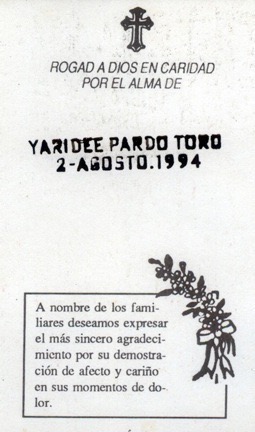 ROGAD A DIOS EN CARIDAD
POR EL ALMA DE
YARIDEE PARDO TORO
2-AGOSTO.1994
A nombre de los fami-
liares deseamos expresar
el más sincero agradeci-
miento por su demostra-
ción de afecto y cariño
en sus momentos de do-
lor.